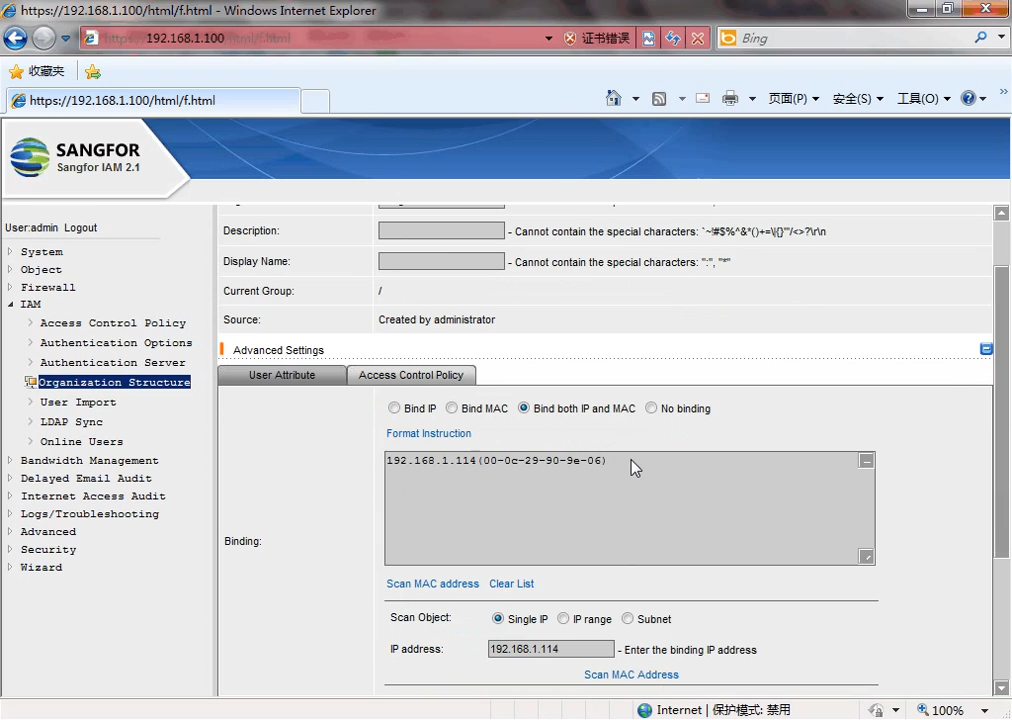 https://192.168.1.100/html/f.html - Windows Internet Explorer
https://192.168.1.100/html/f.html
证书错误
Bing
收藏夹
https://192.168.1.100/html/f.html
页面(P)
安全(S)
工具(O)
SANGFOR
Sangfor IAM 2.1
User:admin Logout
System
Object
Firewall
IAM
Access Control Policy
Authentication Options
Authentication Server
Organization Structure
User Import
LDAP Sync
Online Users
Bandwidth Management
Delayed Email Audit
Internet Access Audit
Logs/Troubleshooting
Advanced
Security
Wizard
Description:
- Cannot contain the special characters: `~!#$%^&*()+=\|{}'"/<>?\r\n
Display Name:
- Cannot contain the special characters: ":", "*"
Current Group:
/
Source:
Created by administrator
Advanced Settings
User Attribute
Access Control Policy
Bind IP
Bind MAC
Bind both IP and MAC
No binding
Format Instruction
Binding:
192.168.1.114(00-0c-29-90-9e-06)
Scan MAC address
Clear List
Scan Object:
Single IP
IP range
Subnet
IP address:
192.168.1.114
- Enter the binding IP address
Scan MAC Address
Internet | 保护模式: 禁用
100%